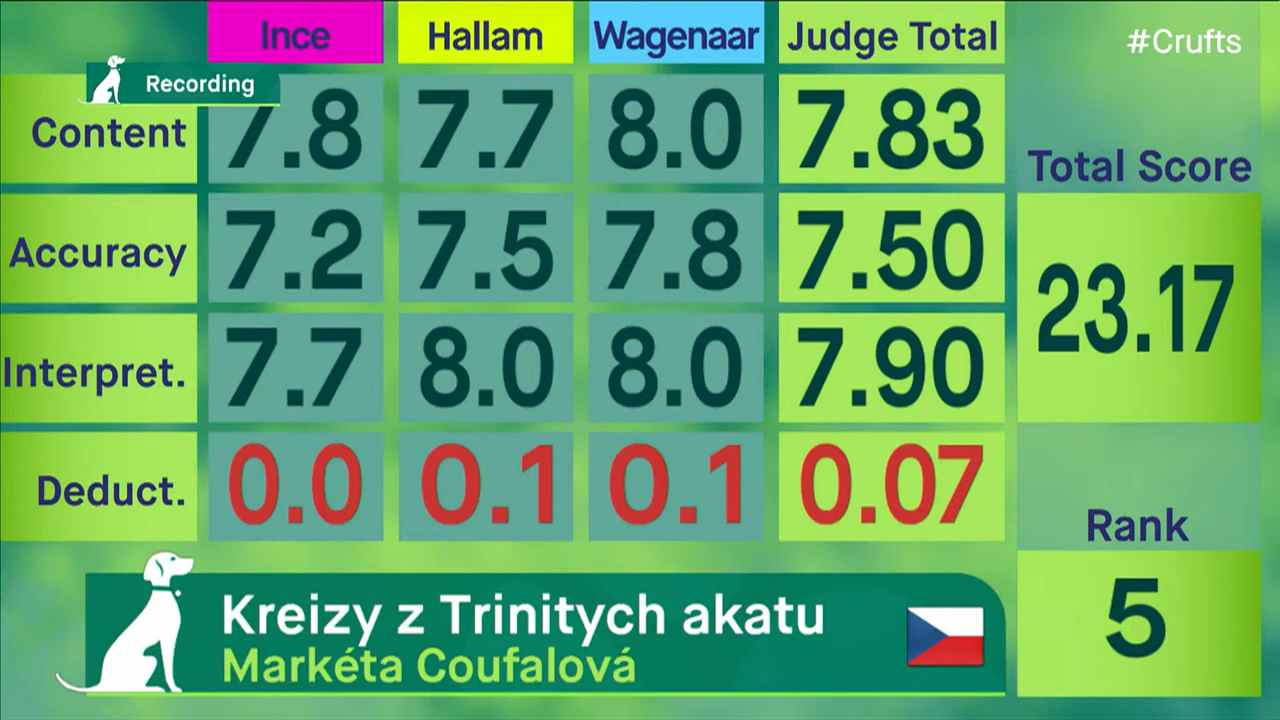 Ince Hallam Wagenaar Judge Total
#Crufts
Recording
Content 7.8 7.7 8.0 7.83
Total Score
Accuracy 7.2 7.5 7.8 7.50
23.17
Interpret. 7.7 8.0 8.0 7.90
Deduct. 0.0 0.1 0.1 0.07
Rank
5
Kreizy z Trinitych akatu
Markéta Coufalová